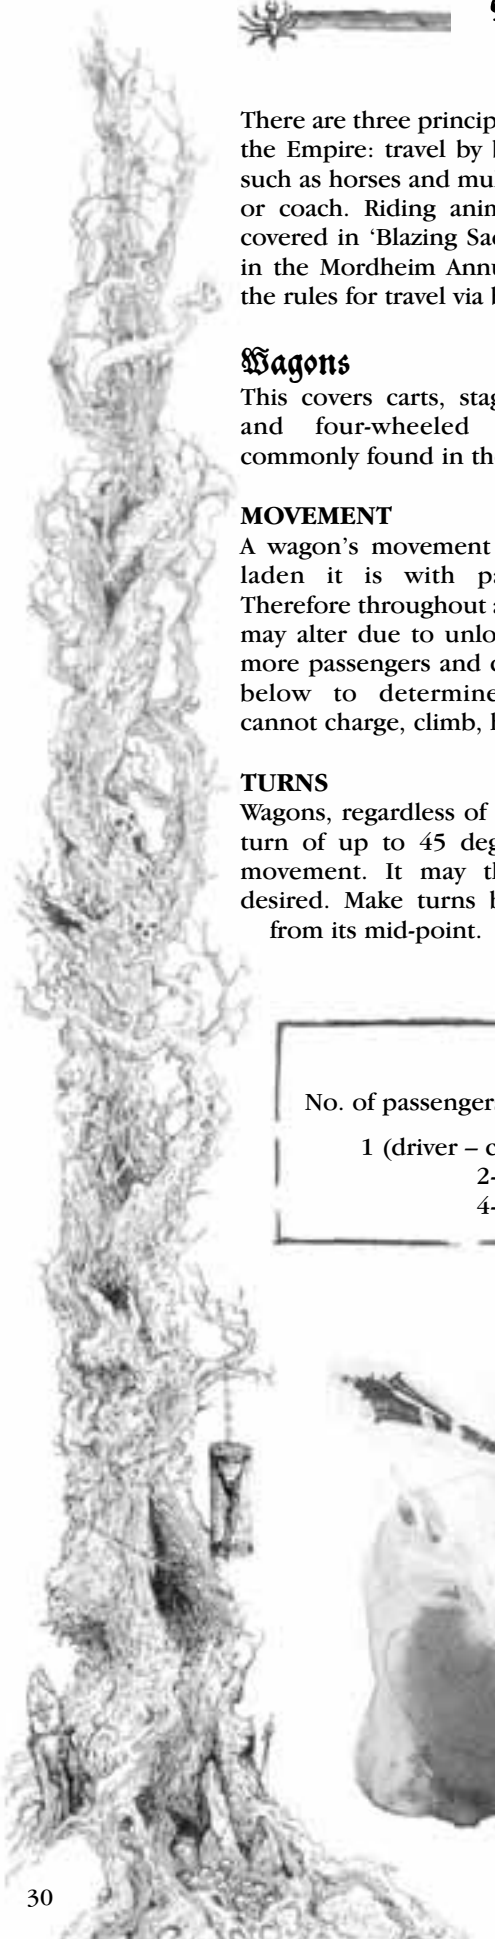 There are three princip
the Empire: travel by
such as horses and mu
or coach. Riding anim
covered in ‘Blazing Sa
in the Mordheim Annu
the rules for travel via
Wagons
This covers carts, stag
and four-wheeled
commonly found in the
MOVEMENT
A wagon’s movement
laden it is with pa
Therefore throughout a
may alter due to unlo
more passengers and
below to determine
cannot charge, climb,
TURNS
Wagons, regardless of
turn of up to 45 deg
movement. It may th
desired. Make turns b
from its mid-point.
No. of passenger
1 (driver – c
2-
4-
30